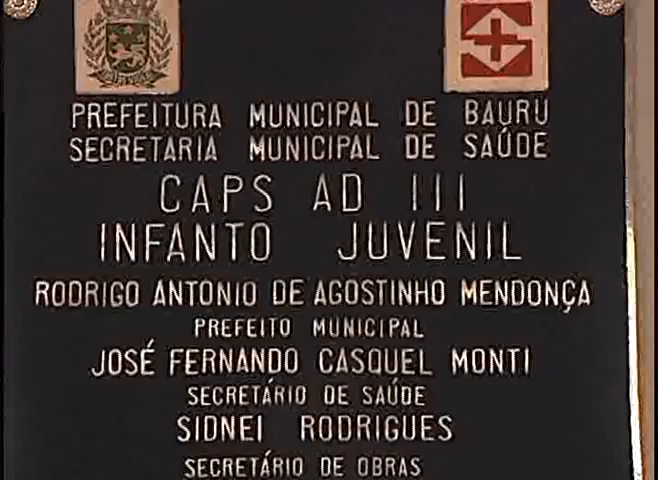 PREFEITURA MUNICIPAL DE BAURU
SECRETARIA MUNICIPAL DE SAÚDE
CAPS AD III
INFANTO JUVENIL
RODRIGO ANTONIO DE AGOSTINHO MENDONÇA
PREFEITO MUNICIPAL
JOSÉ FERNANDO CASQUEL MONTI
SECRETÁRIO DE SAÚDE
SIDNEI RODRIGUES
SECRETÁRIO DE OBRAS